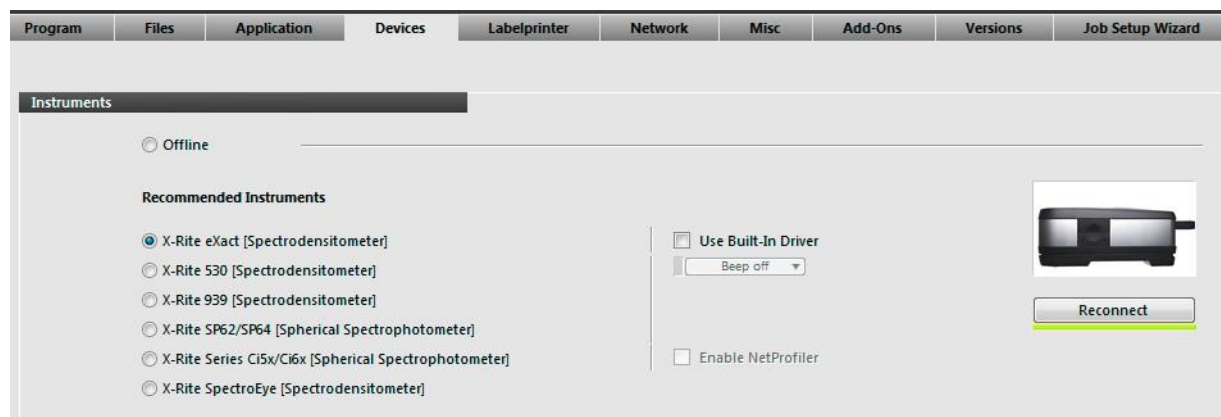 Program Files Application Devices Labelprinter Network Misc Add-Ons Versions Job Setup Wizard
Instruments
Offline
Recommended Instruments
X-Rite eXact [Spectrodensitometer]
Use Built-In Driver
X-Rite 530 [Spectrodensitometer]
Beep off
X-Rite 939 [Spectrodensitometer]
Reconnect
X-Rite SP62/SP64 [Spherical Spectrophotometer]
X-Rite Series Ci5x/Ci6x [Spherical Spectrophotometer]
Enable NetProfiler
X-Rite SpectroEye [Spectrodensitometer]